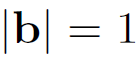 |b| = 1